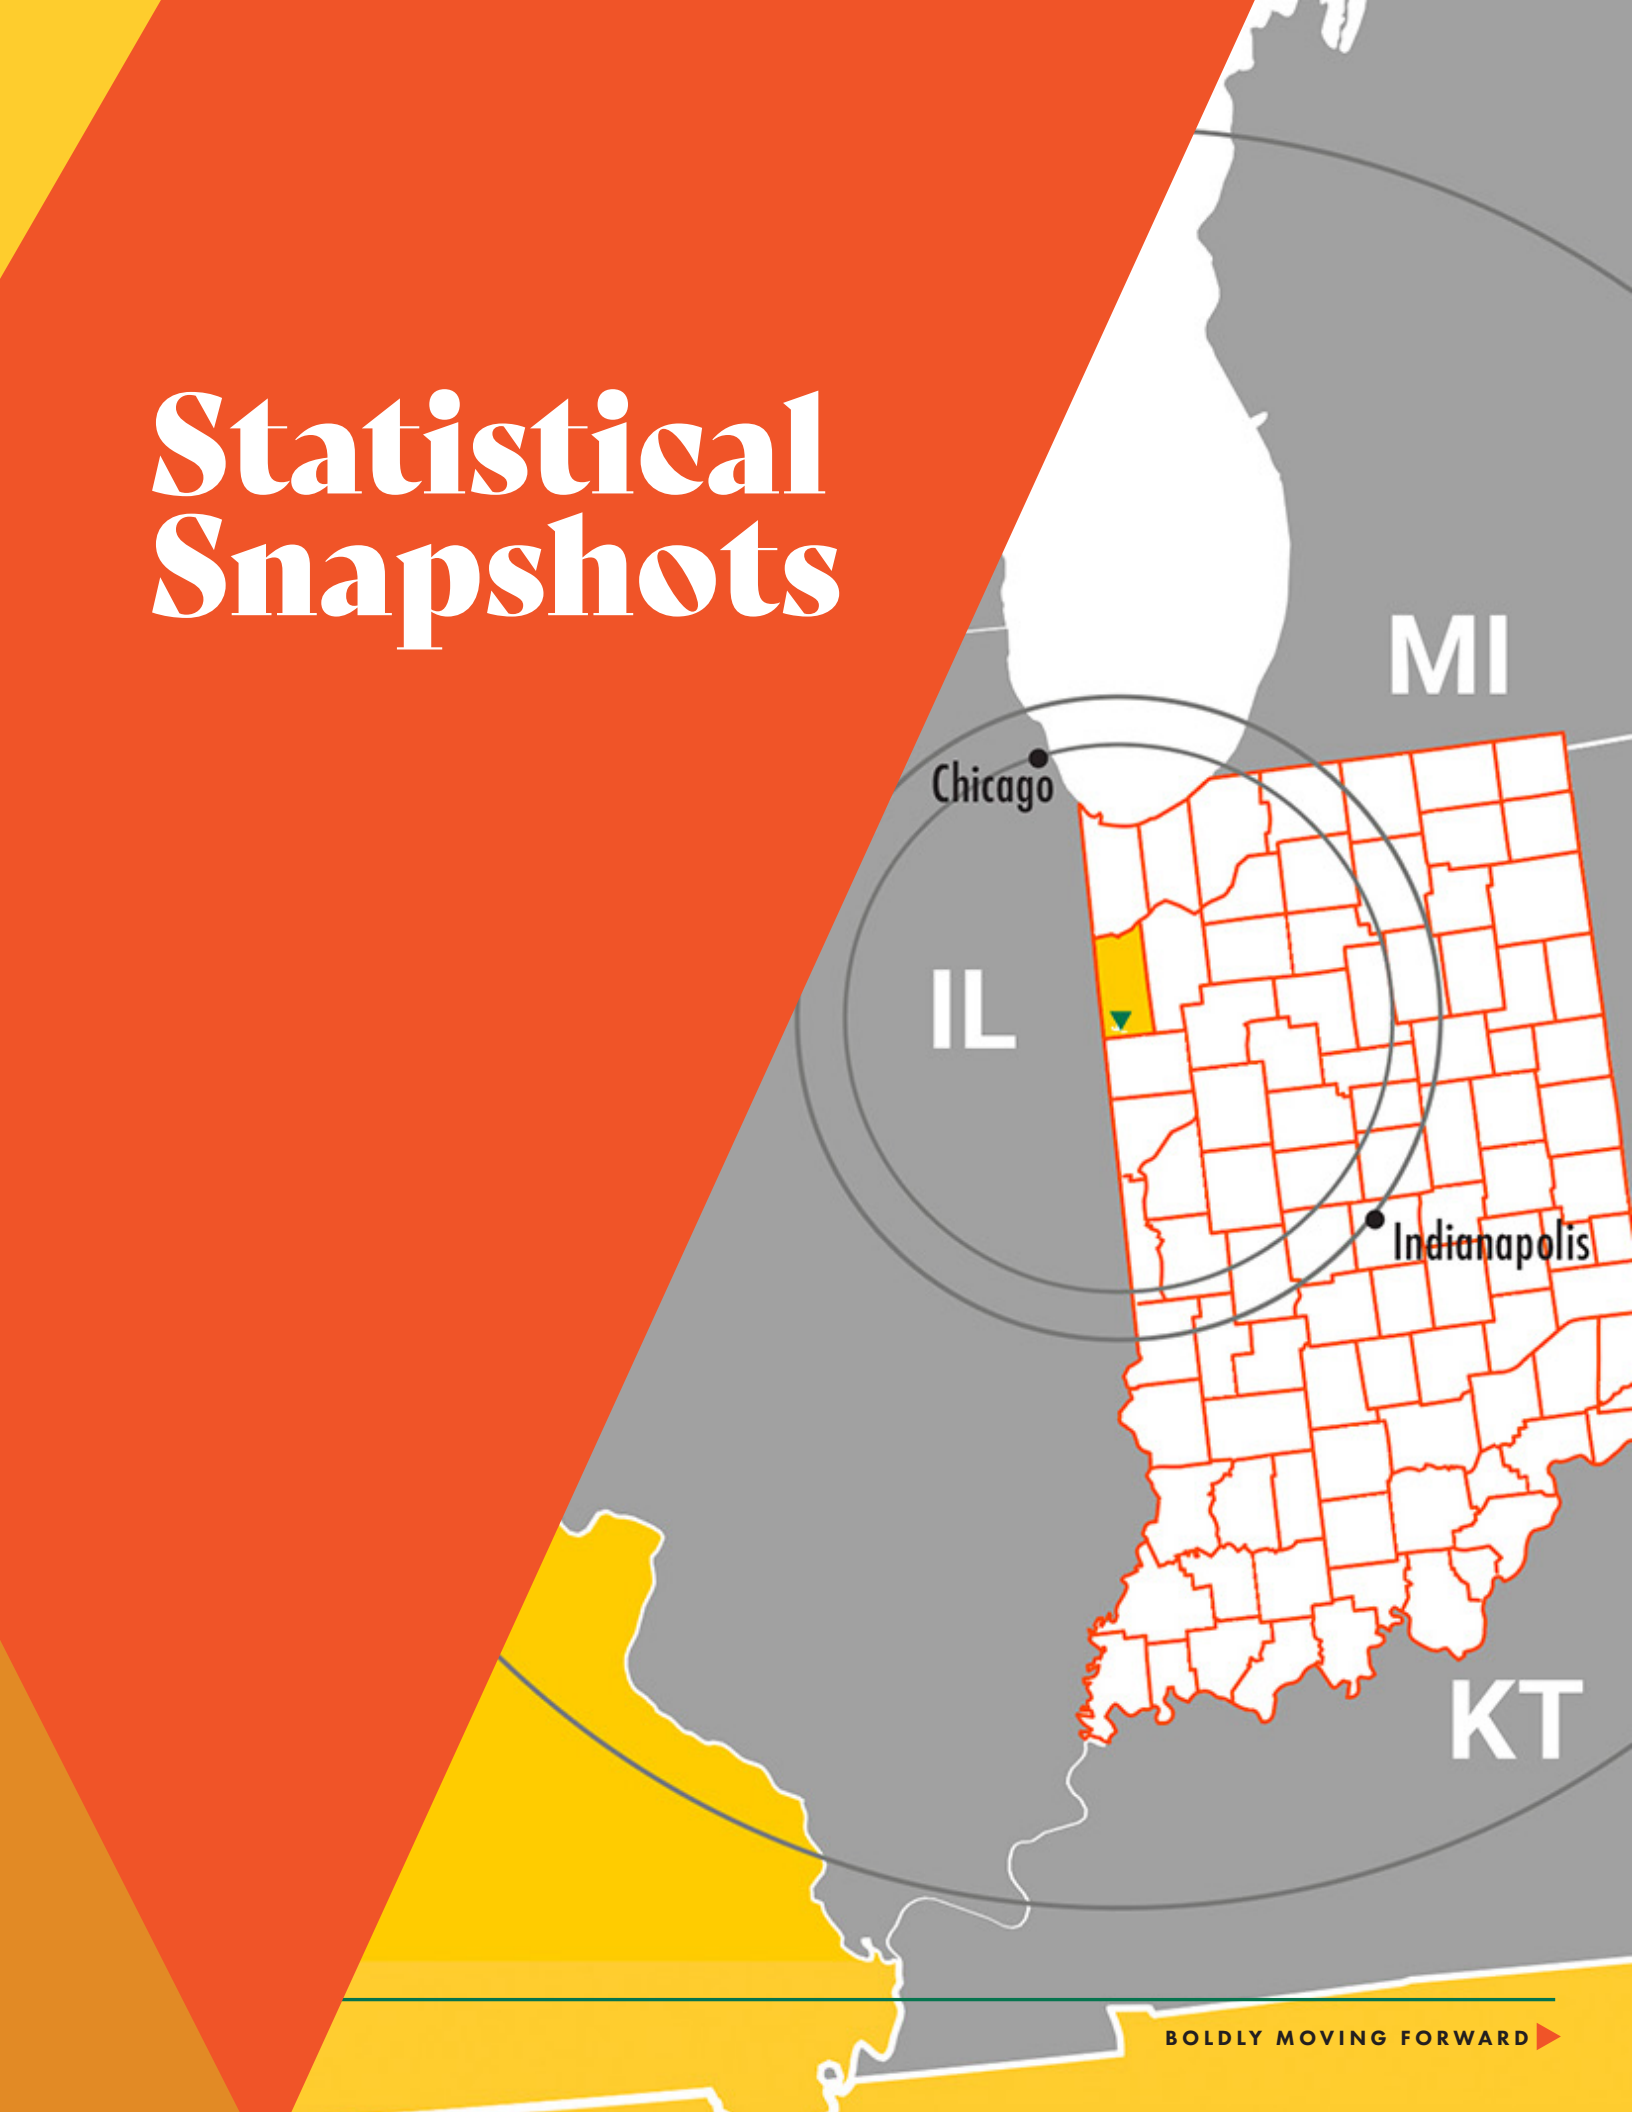 Statistical
Snapshots
MI
Chicago
IL
Indianapolis
KT
BOLDLY MOVING FORWARD